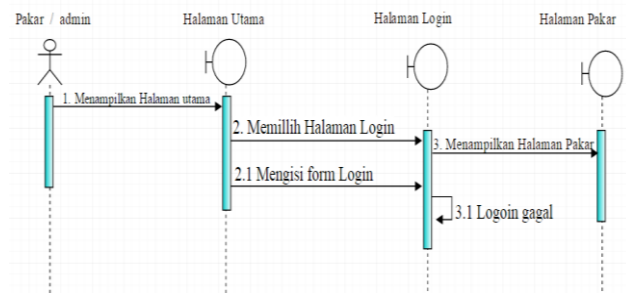 Pakar / admin
Halaman Utama
Halaman Login
Halaman Pakar
1. Menampilkan Halaman utama
2. Memillih Halaman Login
3. Menampilkan Halaman Pakar
2.1 Mengisi form Login
3.1 Logoin gagal